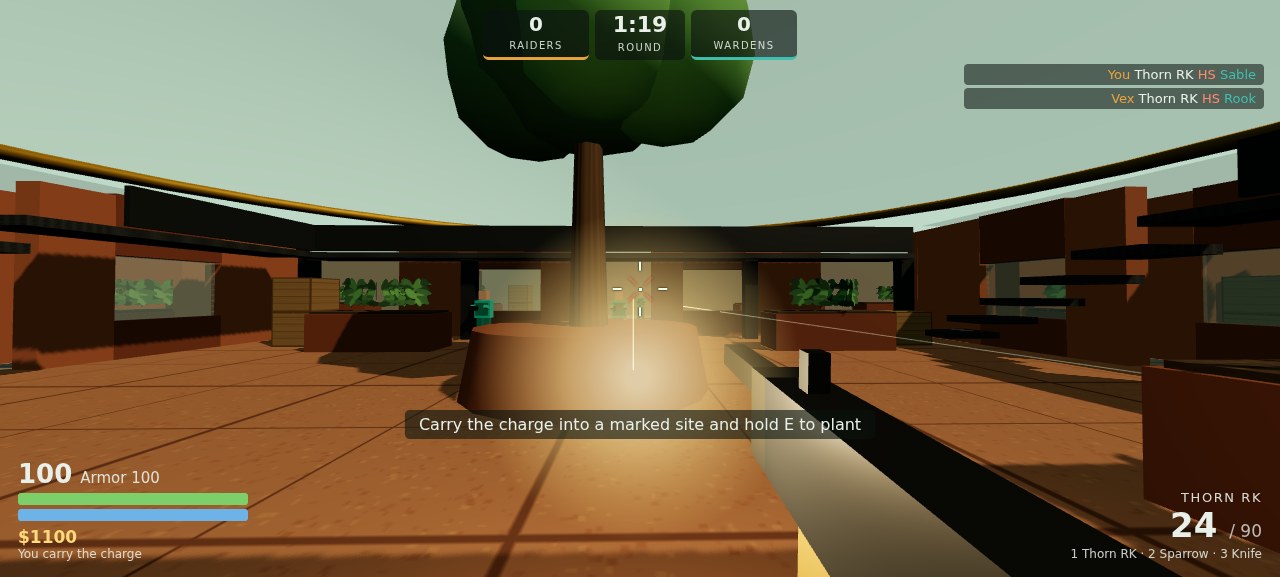 0
RAIDERS
1:19
ROUND
0
WARDENS
You Thorn RK HS Sable
Vex Thorn RK HS Rook
Carry the charge into a marked site and hold E to plant
100 Armor 100
$1100
You carry the charge
THORN RK
24 / 90
1 Thorn RK · 2 Sparrow · 3 Knife